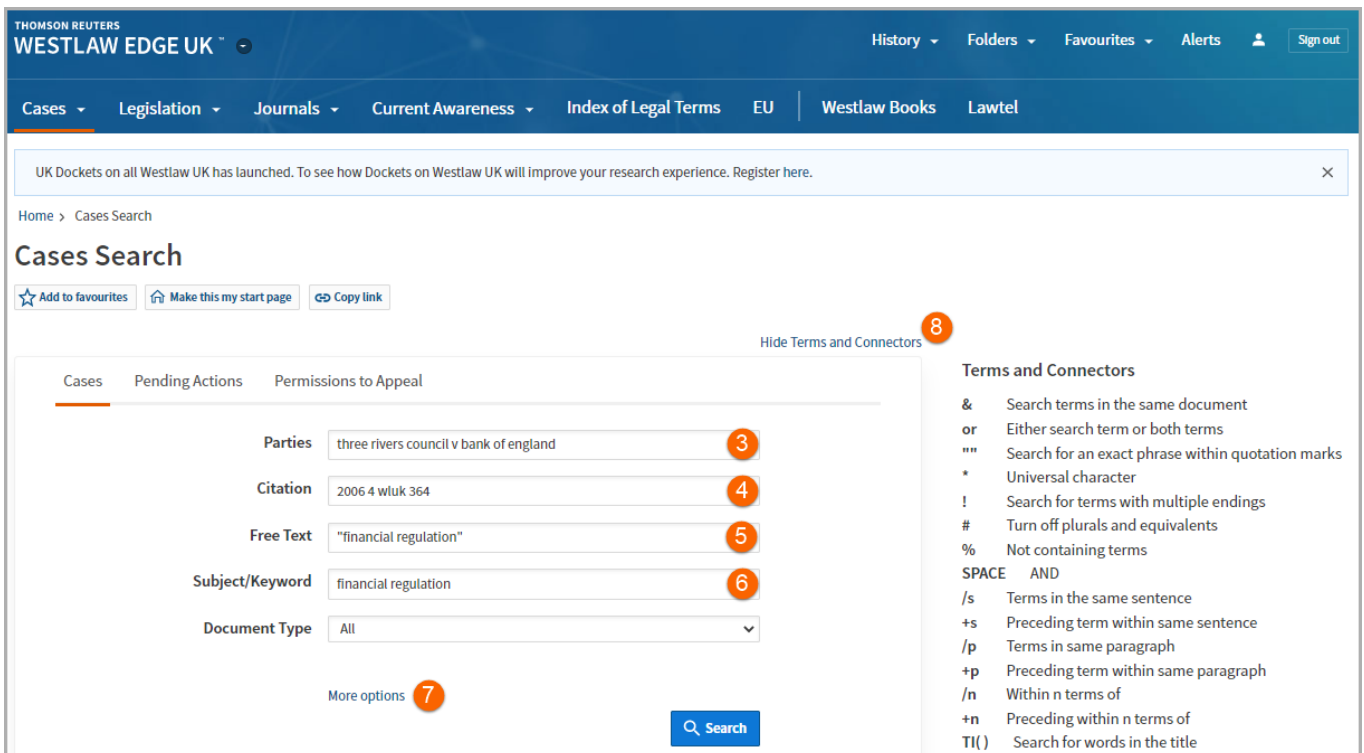 THOMSON REUTERS
WESTLAW EDGE UK™
History Folders Favourites Alerts Sign out
Cases Legislation Journals Current Awareness Index of Legal Terms EU Westlaw Books Lawtel
UK Dockets on all Westlaw UK has launched. To see how Dockets on Westlaw UK will improve your research experience. Register here. ×
Home > Cases Search
Cases Search
Add to favourites Make this my start page Copy link
Hide Terms and Connectors 8
Cases Pending Actions Permissions to Appeal
Parties three rivers council v bank of england 3
Citation 2006 4 wluk 364 4
Free Text "financial regulation" 5
Subject/Keyword financial regulation 6
Document Type All
More options 7
Search
Terms and Connectors
& Search terms in the same document
or Either search term or both terms
"" Search for an exact phrase within quotation marks
* Universal character
! Search for terms with multiple endings
# Turn off plurals and equivalents
% Not containing terms
SPACE AND
/s Terms in the same sentence
+s Preceding term within same sentence
/p Terms in same paragraph
+p Preceding term within same paragraph
/n Within n terms of
+n Preceding within n terms of
TI( ) Search for words in the title